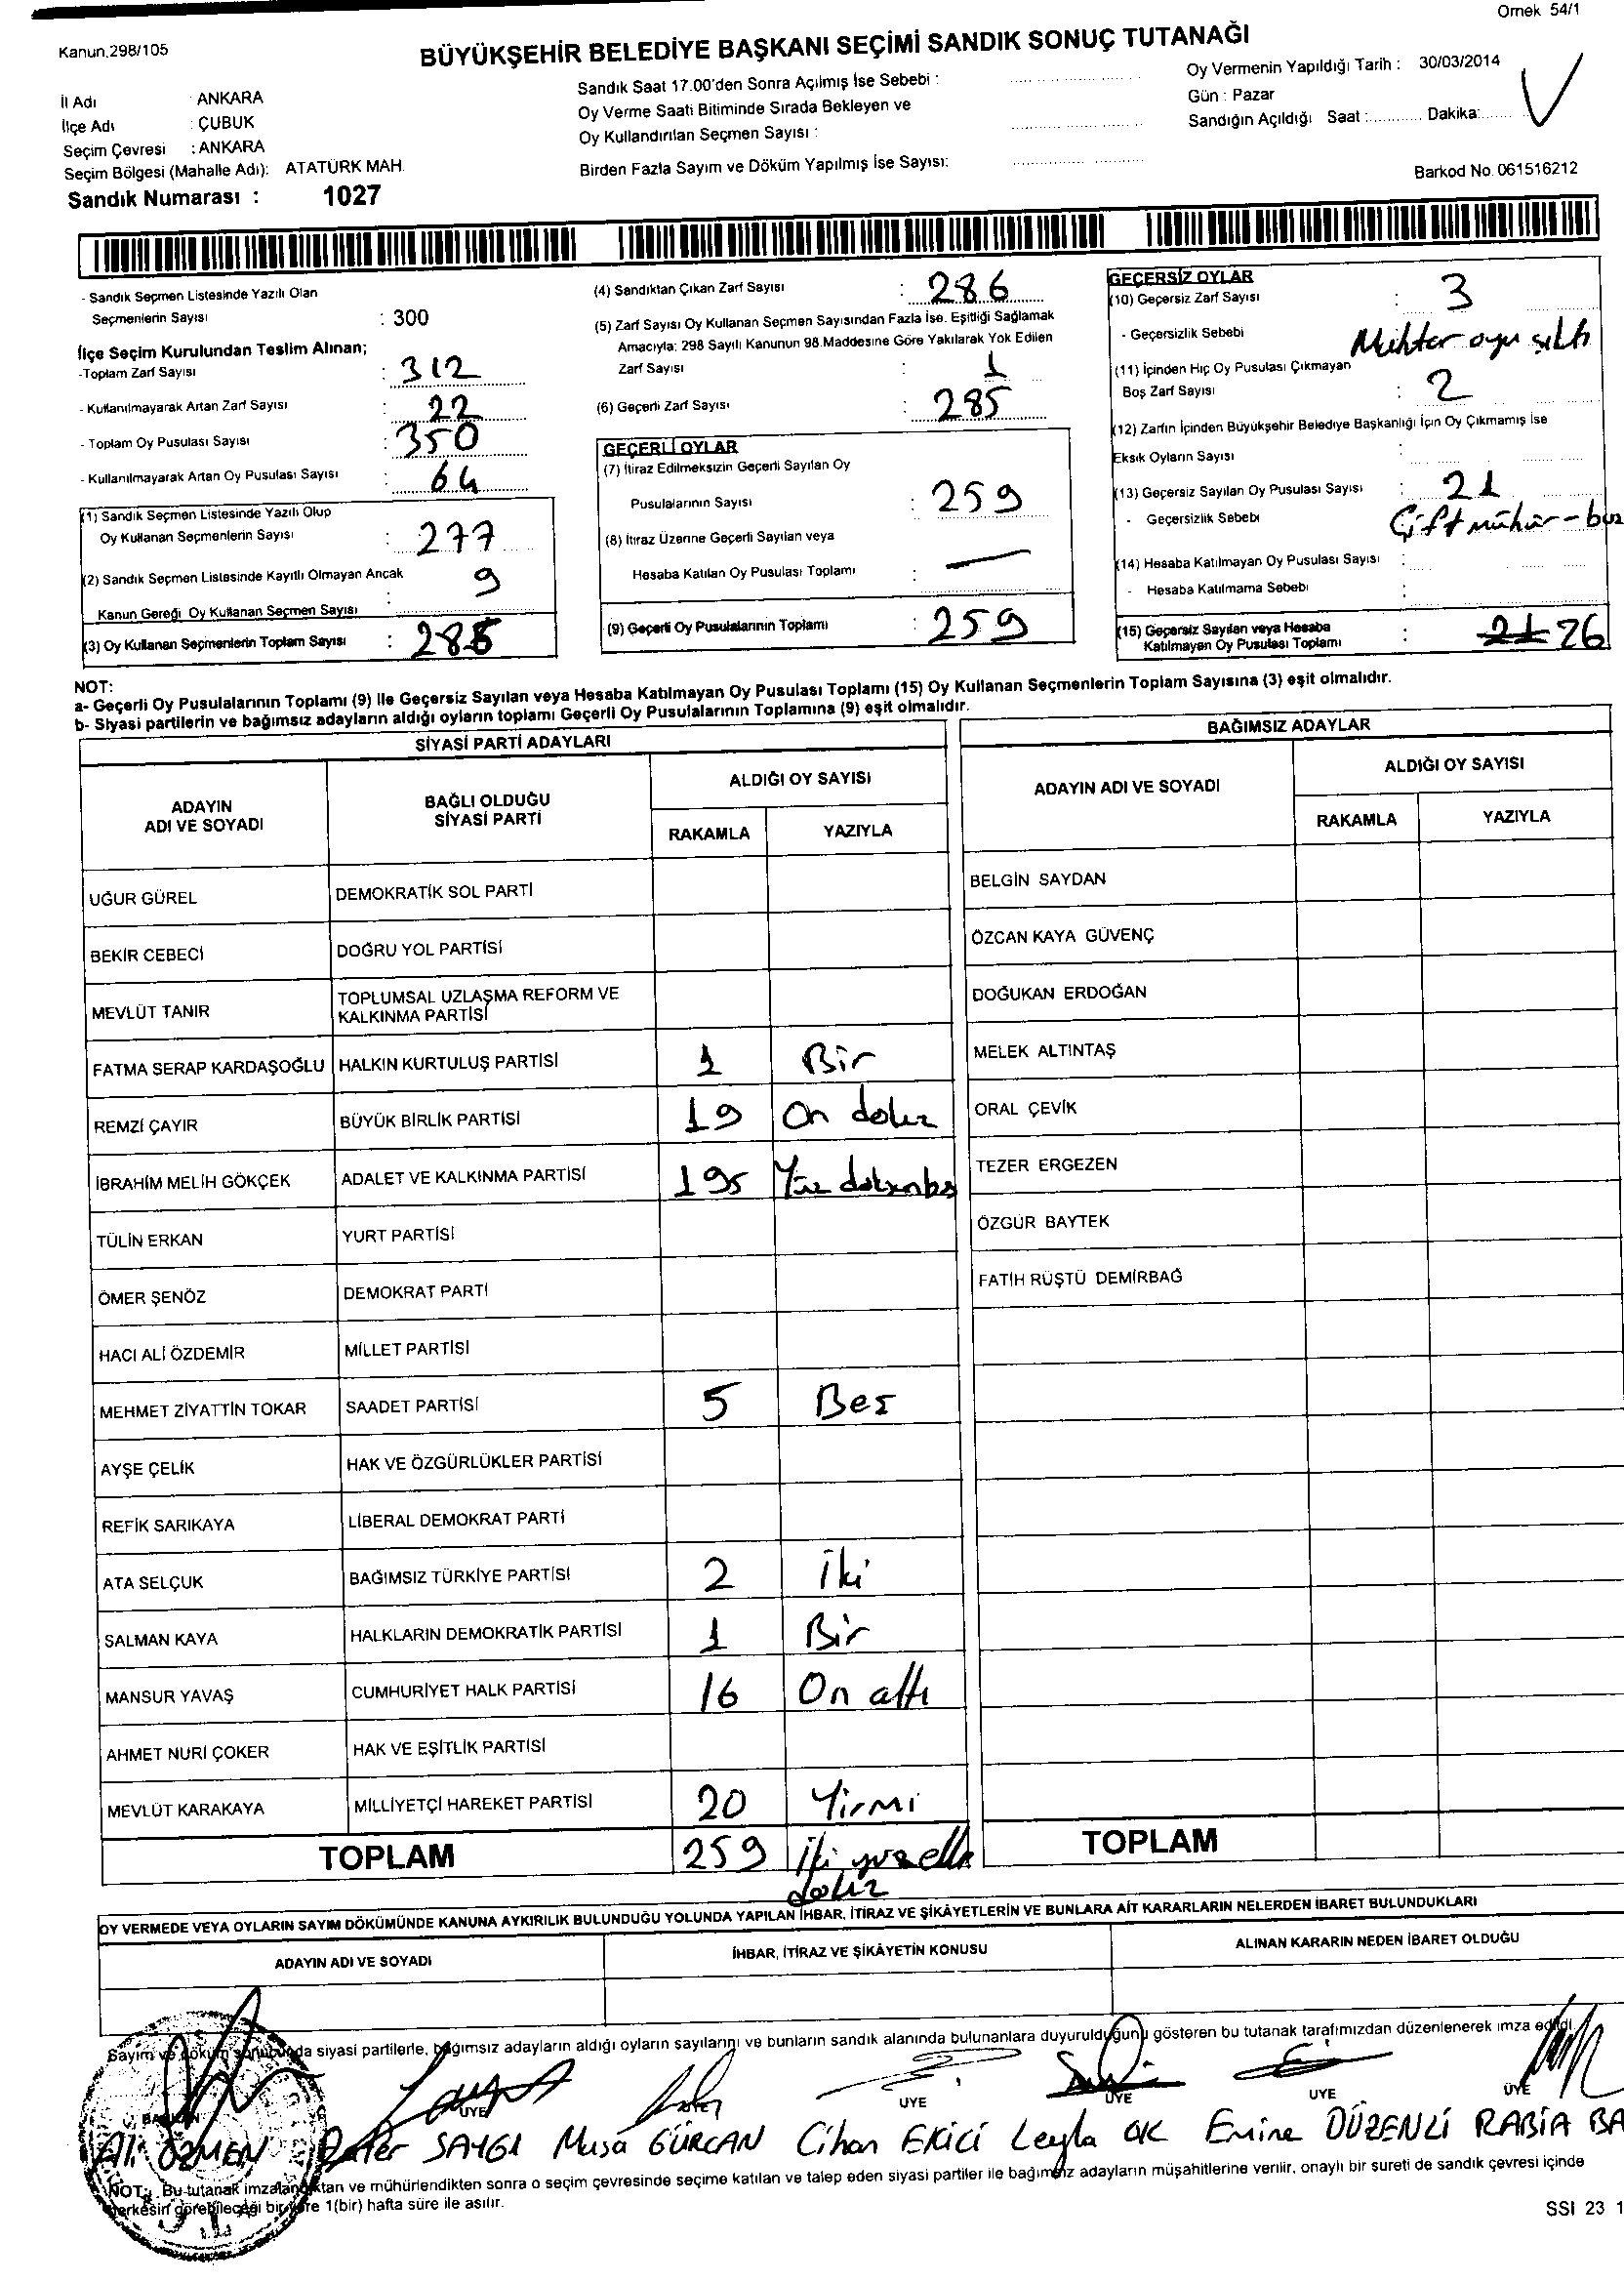 Örnek 54/1
Kanun.298/105
BÜYÜKŞEHİR BELEDİYE BAŞKANI SEÇİMİ SANDIK SONUÇ TUTANAĞI
İl Adı : ANKARA
İlçe Adı : ÇUBUK
Seçim Çevresi : ANKARA
Seçim Bölgesi (Mahalle Adı): ATATÜRK MAH.
Sandık Numarası : 1027
Sandık Saat 17.00'den Sonra Açılmış İse Sebebi :
Oy Verme Saati Bitiminde Sırada Bekleyen ve
Oy Kullandırılan Seçmen Sayısı :
Birden Fazla Sayım ve Döküm Yapılmış İse Sayısı:
Oy Vermenin Yapıldığı Tarih : 30/03/2014
Gün : Pazar
Sandığın Açıldığı Saat :............ Dakika:.......
Barkod No. 061516212
- Sandık Seçmen Listesinde Yazılı Olan
Seçmenlerin Sayısı : 300
İlçe Seçim Kurulundan Teslim Alınan;
-Toplam Zarf Sayısı : 312
- Kullanılmayarak Artan Zarf Sayısı : 22
- Toplam Oy Pusulası Sayısı : 350
- Kullanılmayarak Artan Oy Pusulası Sayısı : 64
(1) Sandık Seçmen Listesinde Yazılı Olup
Oy Kullanan Seçmenlerin Sayısı : 277
(2) Sandık Seçmen Listesinde Kayıtlı Olmayan Ancak
Kanun Gereği Oy Kullanan Seçmen Sayısı : 9
(3) Oy Kullanan Seçmenlerin Toplam Sayısı :
(4) Sandıktan Çıkan Zarf Sayısı : 286
(5) Zarf Sayısı Oy Kullanan Seçmen Sayısından Fazla İse. Eşitliği Sağlamak
Amacıyla: 298 Sayılı Kanunun 98.Maddesine Göre Yakılarak Yok Edilen
Zarf Sayısı : 1
(6) Geçerli Zarf Sayısı : 285
GEÇERLİ OYLAR
(7) İtiraz Edilmeksizin Geçerli Sayılan Oy
Pusulalarının Sayısı : 259
(8) İtiraz Üzerine Geçerli Sayılan veya
Hesaba Katılan Oy Pusulası Toplamı : —
(9) Geçerli Oy Pusulalarının Toplamı : 259
GEÇERSİZ OYLAR
(10) Geçersiz Zarf Sayısı : 3
- Geçersizlik Sebebi Muhtar oyu
(11) İçinden Hiç Oy Pusulası Çıkmayan
Boş Zarf Sayısı : 2
(12) Zarfın İçinden Büyükşehir Belediye Başkanlığı İçin Oy Çıkmamış İse
Eksik Oyların Sayısı :
(13) Geçersiz Sayılan Oy Pusulası Sayısı : 21
- Geçersizlik Sebebi Çift mühür -
(14) Hesaba Katılmayan Oy Pusulası Sayısı :
- Hesaba Katılmama Sebebi :
(15) Geçersiz Sayılan veya Hesaba
Katılmayan Oy Pusulası Toplamı : 21 26
NOT:
a- Geçerli Oy Pusulalarının Toplamı (9) İle Geçersiz Sayılan veya Hesaba Katılmayan Oy Pusulası Toplamı (15) Oy Kullanan Seçmenlerin Toplam Sayısına (3) eşit olmalıdır.
b- Siyasi partilerin ve bağımsız adayların aldığı oyların toplamı Geçerli Oy Pusulalarının Toplamına (9) eşit olmalıdır.
SİYASİ PARTİ ADAYLARI
ADAYIN ADI VE SOYADI BAĞLI OLDUĞU SİYASİ PARTİ ALDIĞI OY SAYISI
RAKAMLA YAZIYLA
UĞUR GÜREL DEMOKRATİK SOL PARTİ
BEKİR CEBECİ DOĞRU YOL PARTİSİ
MEVLÜT TANIR TOPLUMSAL UZLAŞMA REFORM VE KALKINMA PARTİSİ
FATMA SERAP KARDAŞOĞLU HALKIN KURTULUŞ PARTİSİ 1 Bir
REMZİ ÇAYIR BÜYÜK BİRLİK PARTİSİ 19 On dokuz
İBRAHİM MELİH GÖKÇEK ADALET VE KALKINMA PARTİSİ 195 Yüz doksanbeş
TÜLİN ERKAN YURT PARTİSİ
ÖMER ŞENÖZ DEMOKRAT PARTİ
HACI ALİ ÖZDEMİR MİLLET PARTİSİ
MEHMET ZİYATTİN TOKAR SAADET PARTİSİ 5 Beş
AYŞE ÇELİK HAK VE ÖZGÜRLÜKLER PARTİSİ
REFİK SARIKAYA LİBERAL DEMOKRAT PARTİ
ATA SELÇUK BAĞIMSIZ TÜRKİYE PARTİSİ 2 İki
SALMAN KAYA HALKLARIN DEMOKRATİK PARTİSİ 1 Bir
MANSUR YAVAŞ CUMHURİYET HALK PARTİSİ 16 On altı
AHMET NURİ ÇOKER HAK VE EŞİTLİK PARTİSİ
MEVLÜT KARAKAYA MİLLİYETÇİ HAREKET PARTİSİ 20 Yirmi
TOPLAM 259 İki yüz elli dokuz
BAĞIMSIZ ADAYLAR
ADAYIN ADI VE SOYADI ALDIĞI OY SAYISI
RAKAMLA YAZIYLA
BELGİN SAYDAN
ÖZCAN KAYA GÜVENÇ
DOĞUKAN ERDOĞAN
MELEK ALTINTAŞ
ORAL ÇEVİK
TEZER ERGEZEN
ÖZGÜR BAYTEK
FATİH RÜŞTÜ DEMİRBAĞ
TOPLAM
OY VERMEDE VEYA OYLARIN SAYIM DÖKÜMÜNDE KANUNA AYKIRILIK BULUNDUĞU YOLUNDA YAPILAN İHBAR, İTİRAZ VE ŞİKÂYETLERİN VE BUNLARA AİT KARARLARIN NELERDEN İBARET BULUNDUKLARI
ADAYIN ADI VE SOYADI İHBAR, İTİRAZ VE ŞİKÂYETİN KONUSU ALINAN KARARIN NEDEN İBARET OLDUĞU
Sayım ve döküm sonucunda siyasi partilerle, bağımsız adayların aldığı oyların sayılarını ve bunların sandık alanında bulunanlara duyurulduğunu gösteren bu tutanak tarafımızdan düzenlenerek imza edildi.
BAŞKAN ÜYE ÜYE ÜYE ÜYE ÜYE ÜYE
Ali ÖZMEN SAYGI Musa GÜRCAN Cihan EKİCİ Leyla OK Emine DÜZENLİ RABİA BA
NOT: Bu tutanak imzalandıktan ve mühürlendikten sonra o seçim çevresinde seçime katılan ve talep eden siyasi partiler ile bağımsız adayların müşahitlerine verilir, onaylı bir sureti de sandık çevresi içinde
herkesin görebileceği bir yere 1(bir) hafta süre ile asılır.
SSI 23 1